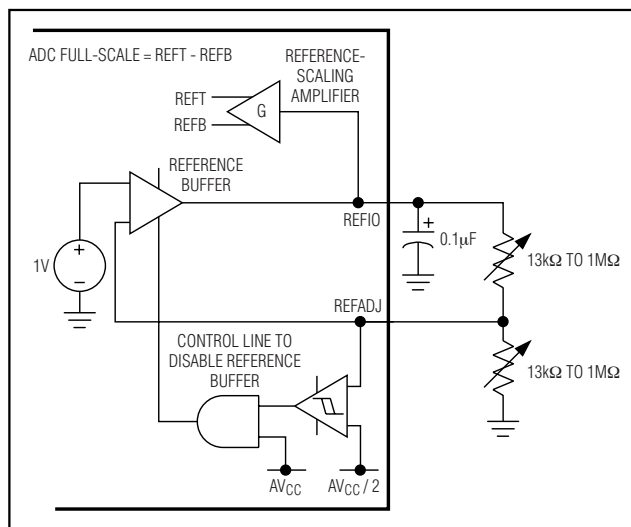 ADC FULL-SCALE = REFT - REFB
REFERENCE-
SCALING
AMPLIFIER
REFT
REFB
G
REFERENCE
BUFFER
REFIO
+
0.1µF
13kΩ TO 1MΩ
1V
+
−
REFADJ
CONTROL LINE TO
DISABLE REFERENCE
BUFFER
13kΩ TO 1MΩ
AVCC
AVCC / 2